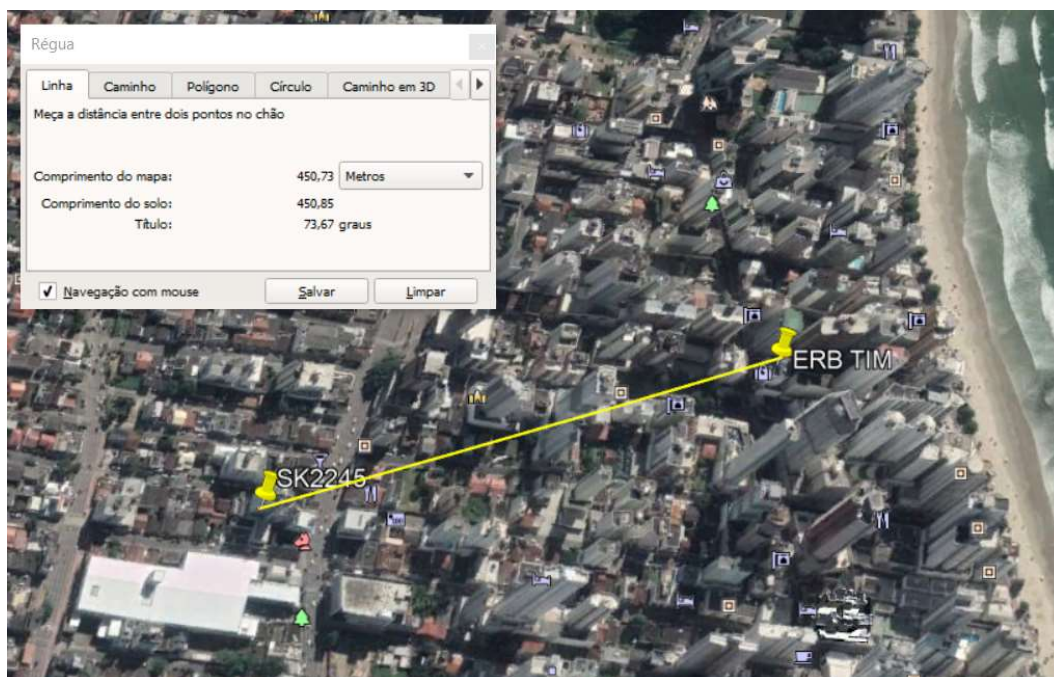 Régua
Linha Caminho Polígono Círculo Caminho em 3D
Meça a distância entre dois pontos no chão
Comprimento do mapa: 450,73 Metros
Comprimento do solo: 450,85
Título: 73,67 graus
Navegação com mouse Salvar Limpar
ERB TIM
SK2245